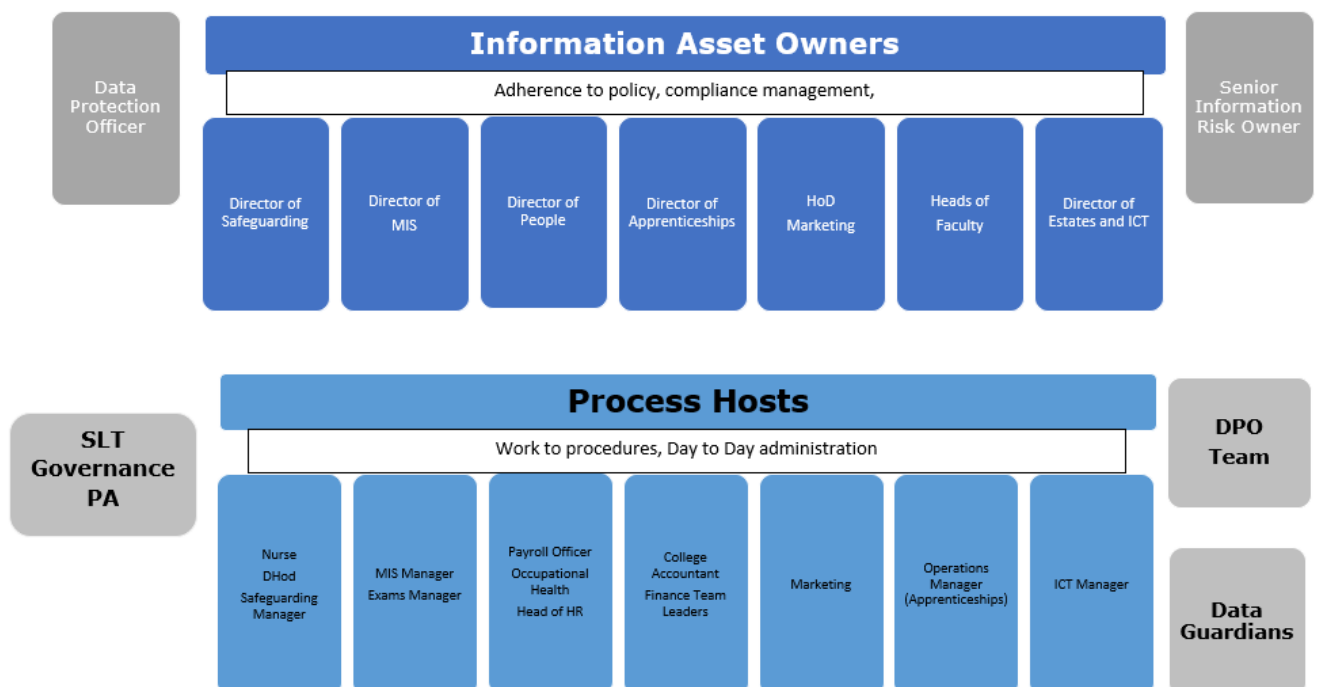 Data
Protection
Officer
Information Asset Owners
Adherence to policy, compliance management,
Senior
Information
Risk Owner
Director of
Safeguarding
Director of
MIS
Director of
People
Director of
Apprenticeships
HoD
Marketing
Heads of
Faculty
Director of
Estates and ICT
SLT
Governance
PA
Process Hosts
Work to procedures, Day to Day administration
DPO
Team
Nurse
DHod
Safeguarding
Manager
MIS Manager
Exams Manager
Payroll Officer
Occupational
Health
Head of HR
College
Accountant
Finance Team
Leaders
Marketing
Operations
Manager
(Apprenticeships)
ICT Manager
Data
Guardians